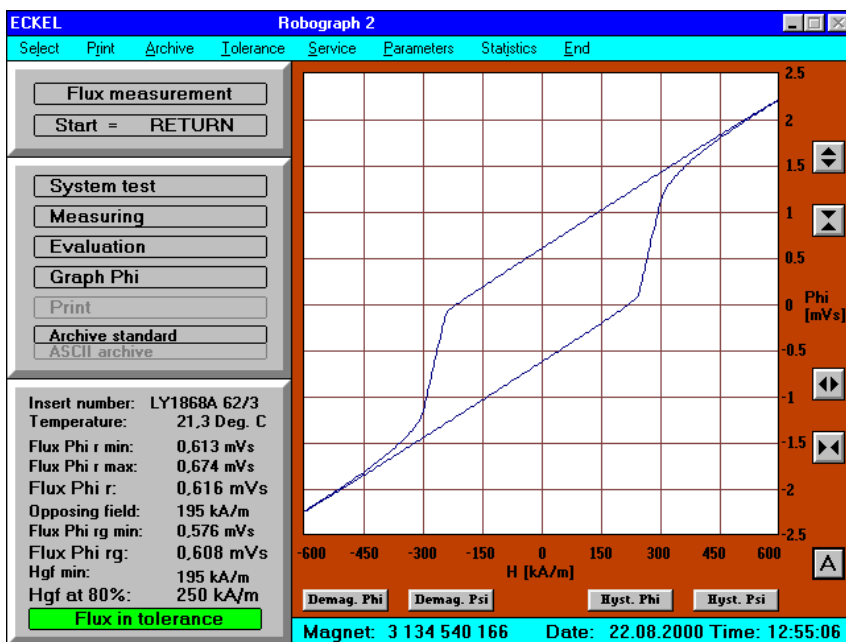 ECKEL Robograph 2
Select Print Archive Tolerance Service Parameters Statistics End
Flux measurement
Start = RETURN
System test
Measuring
Evaluation
Graph Phi
Print
Archive standard
ASCII archive
Insert number: LY1868A 62/3
Temperature: 21,3 Deg. C
Flux Phi r min: 0,613 mVs
Flux Phi r max: 0,674 mVs
Flux Phi r: 0,616 mVs
Opposing field: 195 kA/m
Flux Phi rg min: 0,576 mVs
Flux Phi rg: 0,608 mVs
Hgf min: 195 kA/m
Hgf at 80%: 250 kA/m
Flux in tolerance
2.5
2
1.5
1
0.5
0
Phi
[mVs]
-0.5
-1
-1.5
-2
-2.5
-600 -450 -300 -150 0 150 300 450 600
H [kA/m]
A
Demag. Phi Demag. Psi Hyst. Phi Hyst. Psi
Magnet: 3 134 540 166 Date: 22.08.2000 Time: 12:55:06